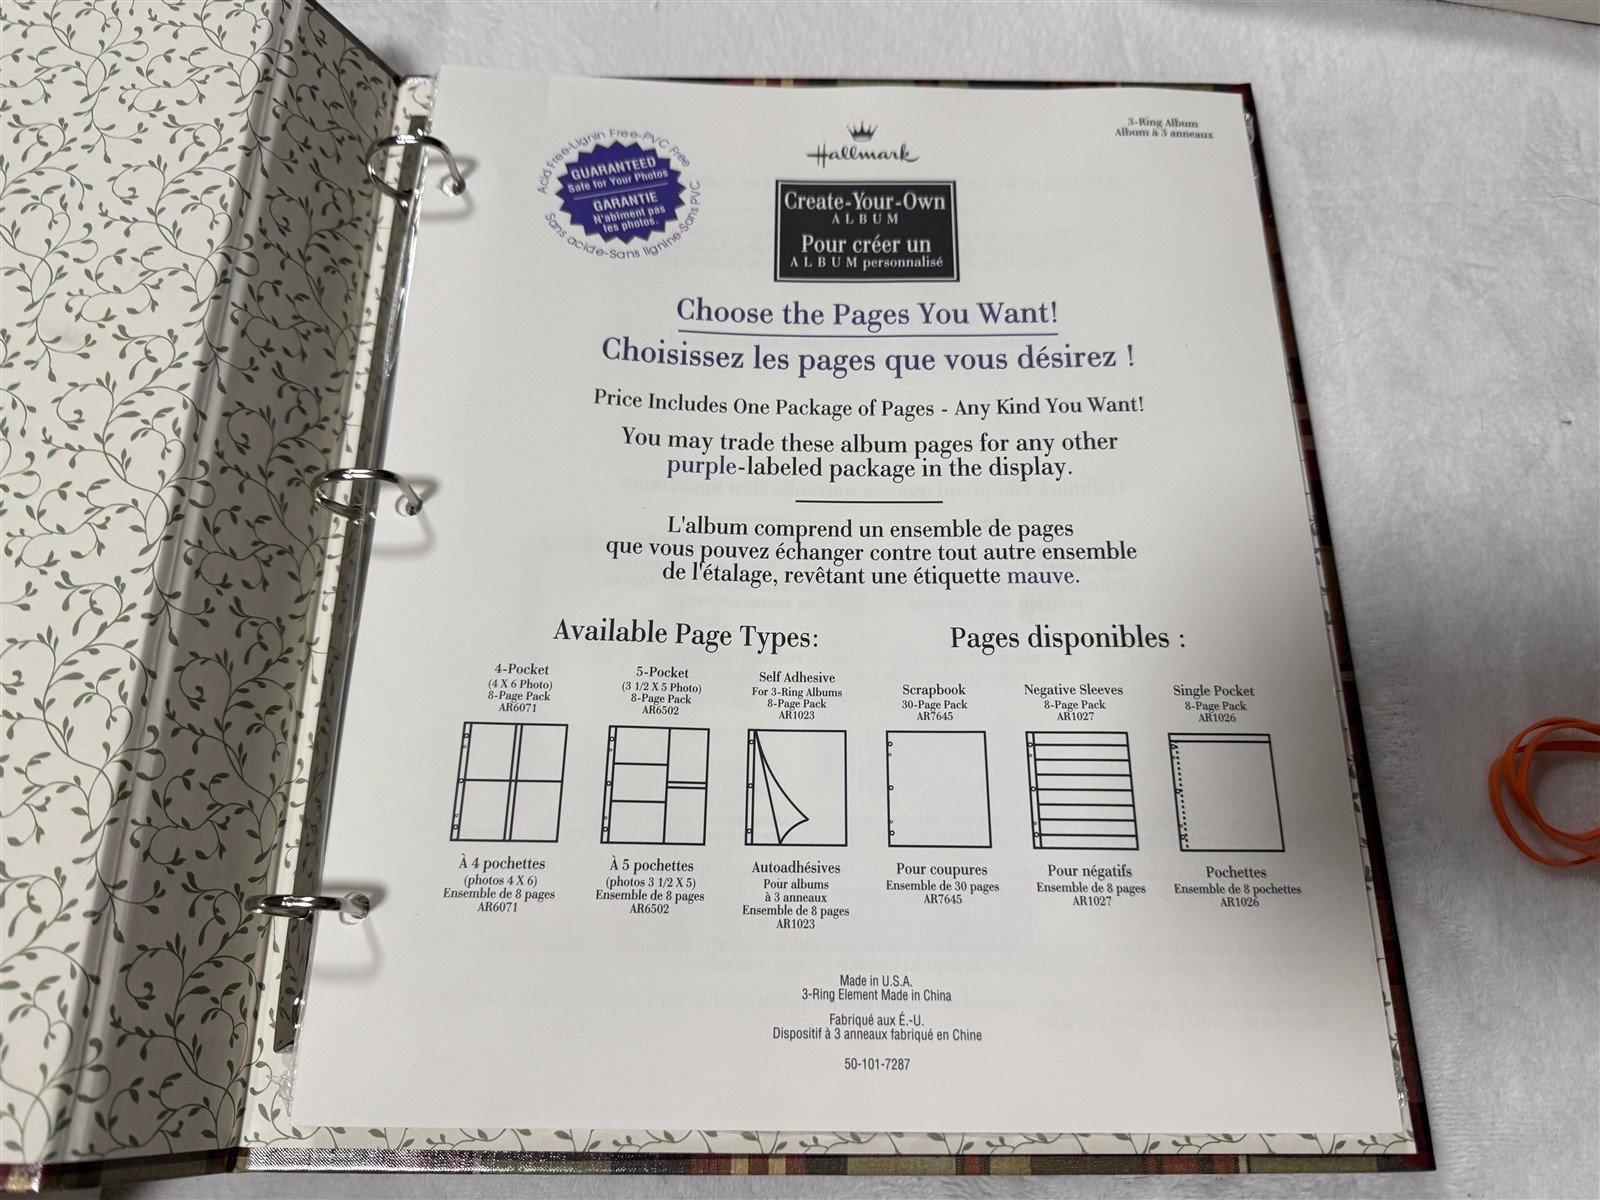 3-Ring Album
Album à 3 anneaux
Acid Free-Lignin Free-PVC Free
GUARANTEED
Safe for Your Photos
GARANTIE
N'abiment pas
les photos.
Sans acide-Sans lignine-Sans PVC
Hallmark
Create-Your-Own
ALBUM
Pour créer un
ALBUM personnalisé
Choose the Pages You Want!
Choisissez les pages que vous désirez !
Price Includes One Package of Pages - Any Kind You Want!
You may trade these album pages for any other
purple-labeled package in the display.
L'album comprend un ensemble de pages
que vous pouvez échanger contre tout autre ensemble
de l'étalage, revêtant une étiquette mauve.
Available Page Types:
Pages disponibles :
4-Pocket
(4 X 6 Photo)
8-Page Pack
AR6071
5-Pocket
(3 1/2 X 5 Photo)
8-Page Pack
AR6502
Self Adhesive
For 3-Ring Albums
8-Page Pack
AR1023
Scrapbook
30-Page Pack
AR7645
Negative Sleeves
8-Page Pack
AR1027
Single Pocket
8-Page Pack
AR1026
À 4 pochettes
(photos 4 X 6)
Ensemble de 8 pages
AR6071
À 5 pochettes
(photos 3 1/2 X 5)
Ensemble de 8 pages
AR6502
Autoadhésives
Pour albums
à 3 anneaux
Ensemble de 8 pages
AR1023
Pour coupures
Ensemble de 30 pages
AR7645
Pour négatifs
Ensemble de 8 pages
AR1027
Pochettes
Ensemble de 8 pochettes
AR1026
Made in U.S.A.
3-Ring Element Made in China
Fabriqué aux É.-U.
Dispositif à 3 anneaux fabriqué en Chine
50-101-7287